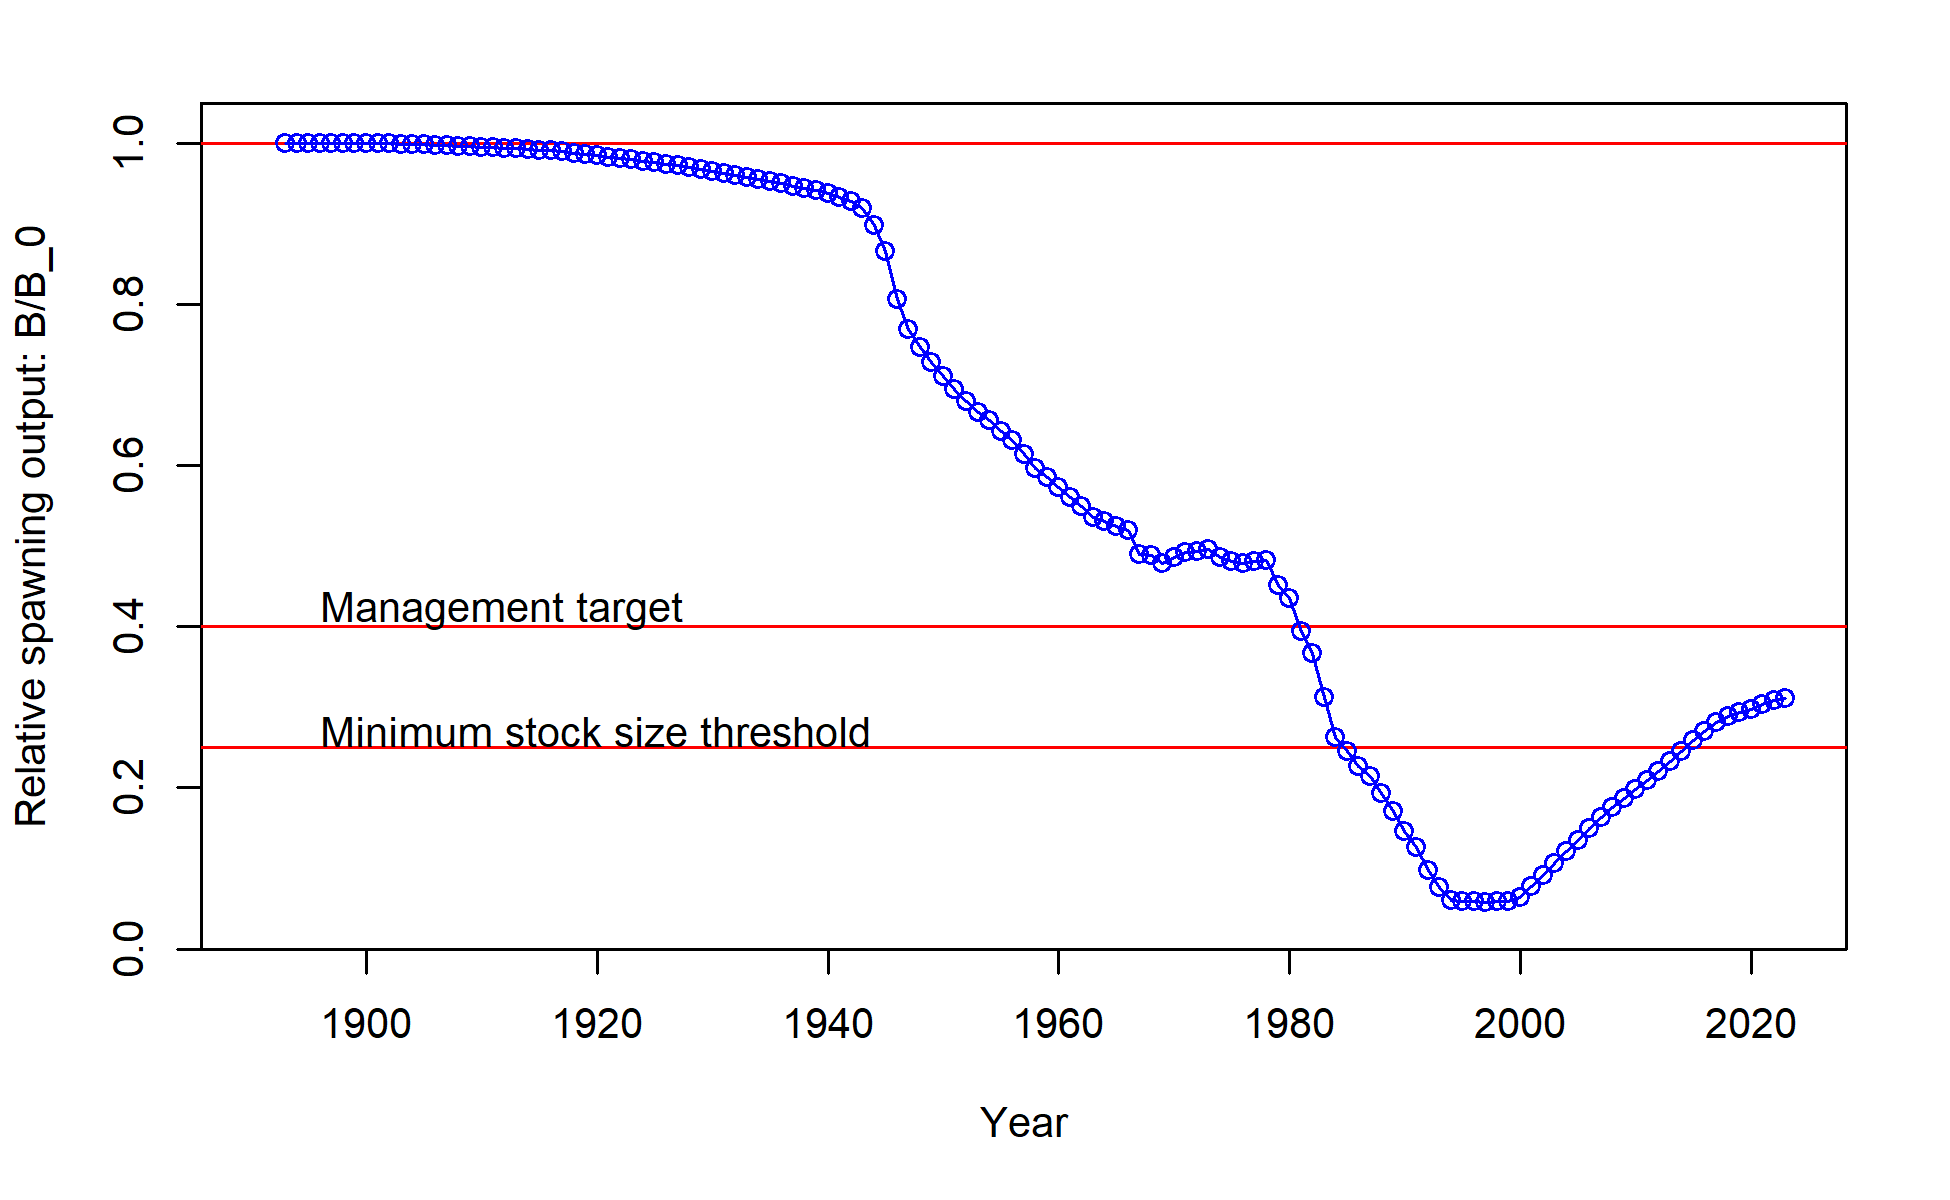 Relative spawning output: B/B_0
1.0
0.8
0.6
0.4
0.2
0.0
Management target
Minimum stock size threshold
1900 1920 1940 1960 1980 2000 2020
Year